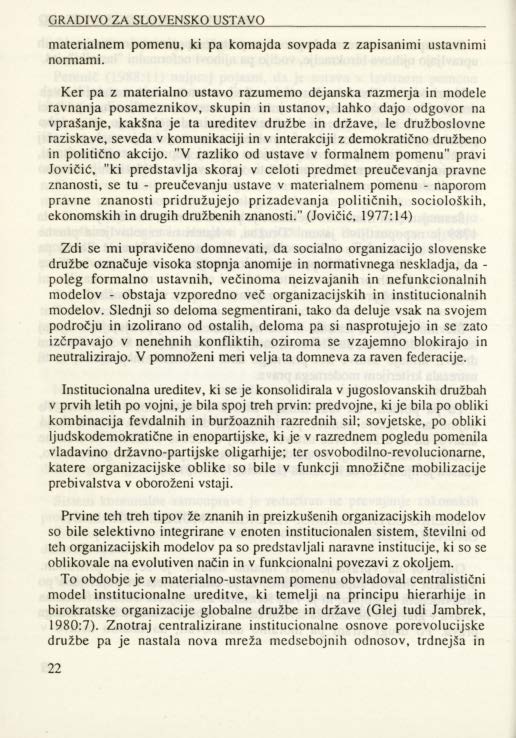 GRADIVO ZA SLOVENSKO USTAVO
materialnem pomenu, ki pa komajda sovpada z zapisanimi ustavnimi
normami.
Ker pa z materialno ustavo razumemo dejanska razmerja in modele
ravnanja posameznikov, skupin in ustanov, lahko dajo odgovor na
vprašanje, kakšna je ta ureditev družbe in države, le družboslovne
raziskave, seveda v komunikaciji in v interakciji z demokratično družbeno
in politično akcijo. "V razliko od ustave v formalnem pomenu" pravi
Jovičić, "ki predstavlja skoraj v celoti predmet preučevanja pravne
znanosti, se tu - preučevanju ustave v materialnem pomenu - naporom
pravne znanosti pridružujejo prizadevanja političnih, socioloških,
ekonomskih in drugih družbenih znanosti." (Jovičić, 1977:14)
Zdi se mi upravičeno domnevati, da socialno organizacijo slovenske
družbe označuje visoka stopnja anomije in normativnega neskladja, da -
poleg formalno ustavnih, večinoma neizvajanih in nefunkcionalnih
modelov - obstaja vzporedno več organizacijskih in institucionalnih
modelov. Slednji so deloma segmentirani, tako da deluje vsak na svojem
področju in izolirano od ostalih, deloma pa si nasprotujejo in se zato
izčrpavajo v nenehnih konfliktih, oziroma se vzajemno blokirajo in
neutralizirajo. V pomnoženi meri velja ta domneva za raven federacije.
Institucionalna ureditev, ki se je konsolidirala v jugoslovanskih družbah
v prvih letih po vojni, je bila spoj treh prvin: predvojne, ki je bila po obliki
kombinacija fevdalnih in buržoaznih razrednih sil; sovjetske, po obliki
ljudskodemokratične in enopartijske, ki je v razrednem pogledu pomenila
vladavino državno-partijske oligarhije; ter osvobodilno-revolucionarne,
katere organizacijske oblike so bile v funkciji množične mobilizacije
prebivalstva v oboroženi vstaji.
Prvine teh treh tipov že znanih in preizkušenih organizacijskih modelov
so bile selektivno integrirane v enoten institucionalen sistem, številni od
teh organizacijskih modelov pa so predstavljali naravne institucije, ki so se
oblikovale na evolutiven način in v funkcionalni povezavi z okoljem.
To obdobje je v materialno-ustavnem pomenu obvladoval centralistični
model institucionalne ureditve, ki temelji na principu hierarhije in
birokratske organizacije globalne družbe in države (Glej tudi Jambrek,
1980:7). Znotraj centralizirane institucionalne osnove porevolucijske
družbe pa je nastala nova mreža medsebojnih odnosov, trdnejša in
22